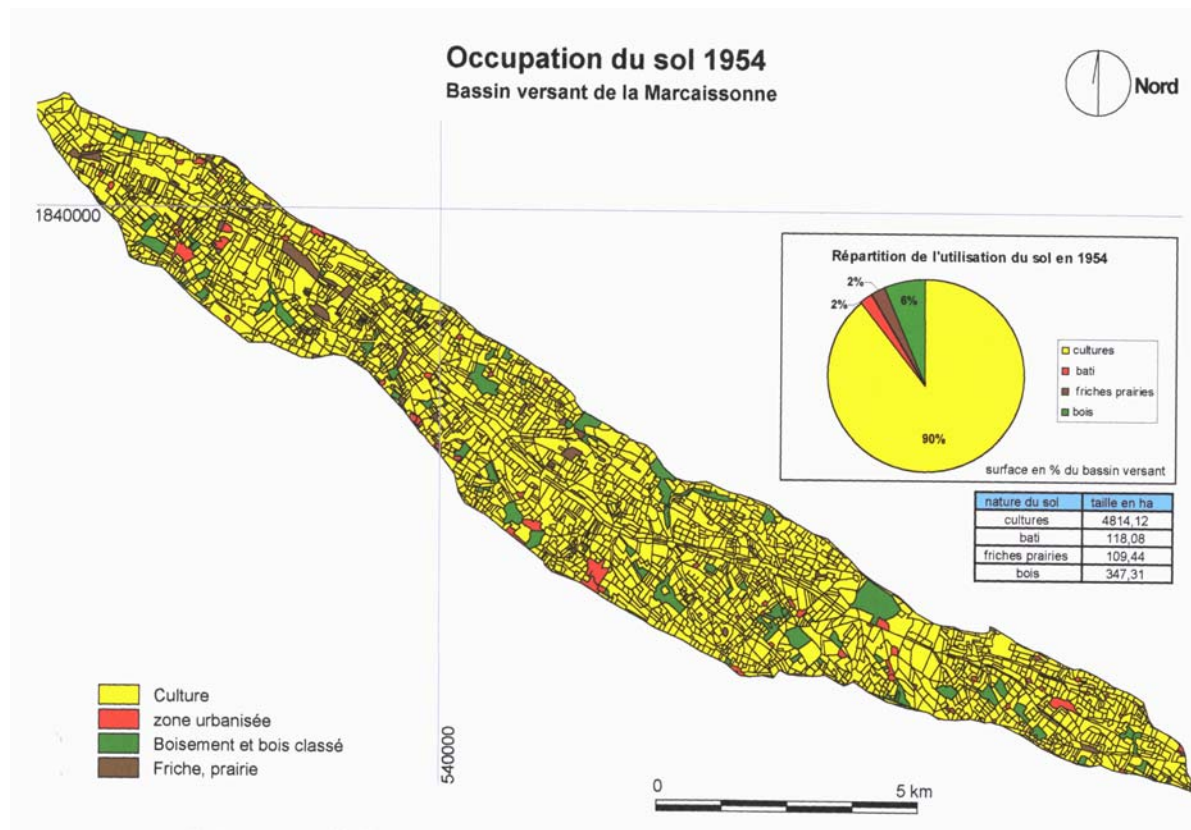 Occupation du sol 1954
Bassin versant de la Marcaissonne
Nord
1840000
Répartition de l'utilisation du sol en 1954
2%
2%
6%
90%
cultures
bati
friches prairies
bois
surface en % du bassin versant
nature du sol taille en ha
cultures 4814,12
bati 118,08
friches prairies 109,44
bois 347,31
Culture
zone urbanisée
Boisement et bois classé
Friche, prairie
540000
0 5 km